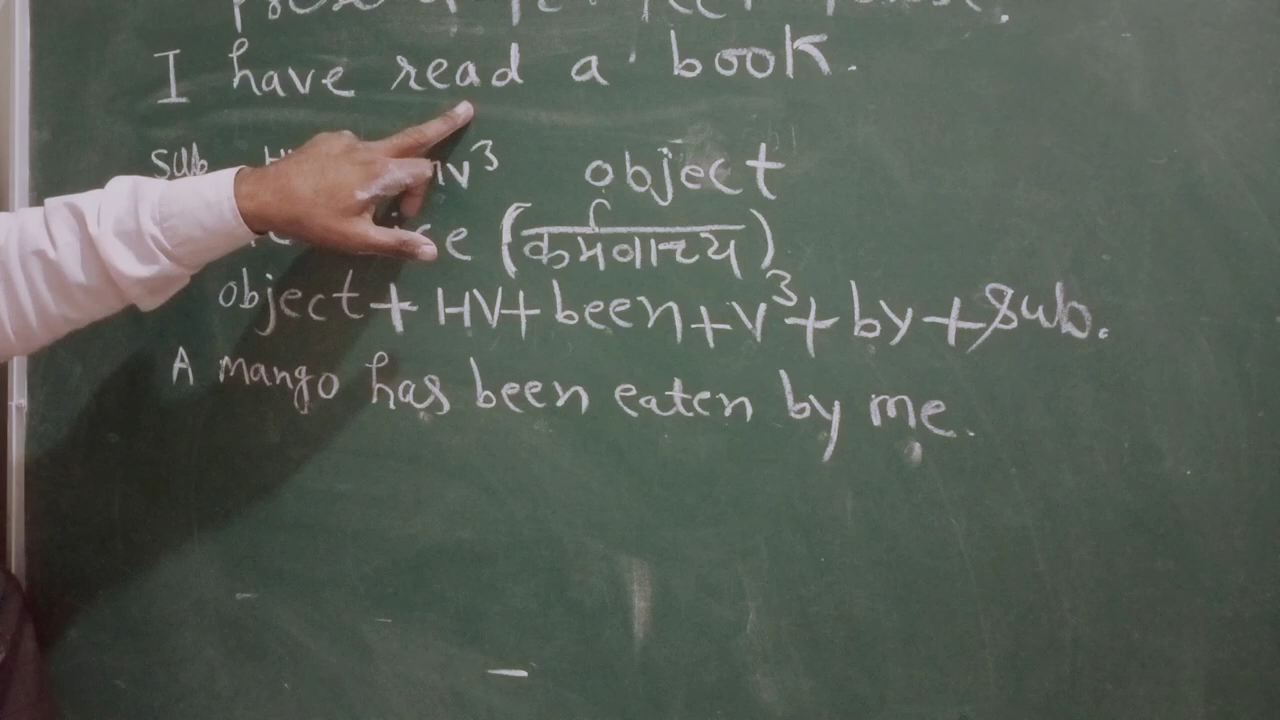 I have read a book.
Sub MV³ object
(कर्मवाच्य)
object + HV + been + V³ + by + Sub.
A mango has been eaten by me.